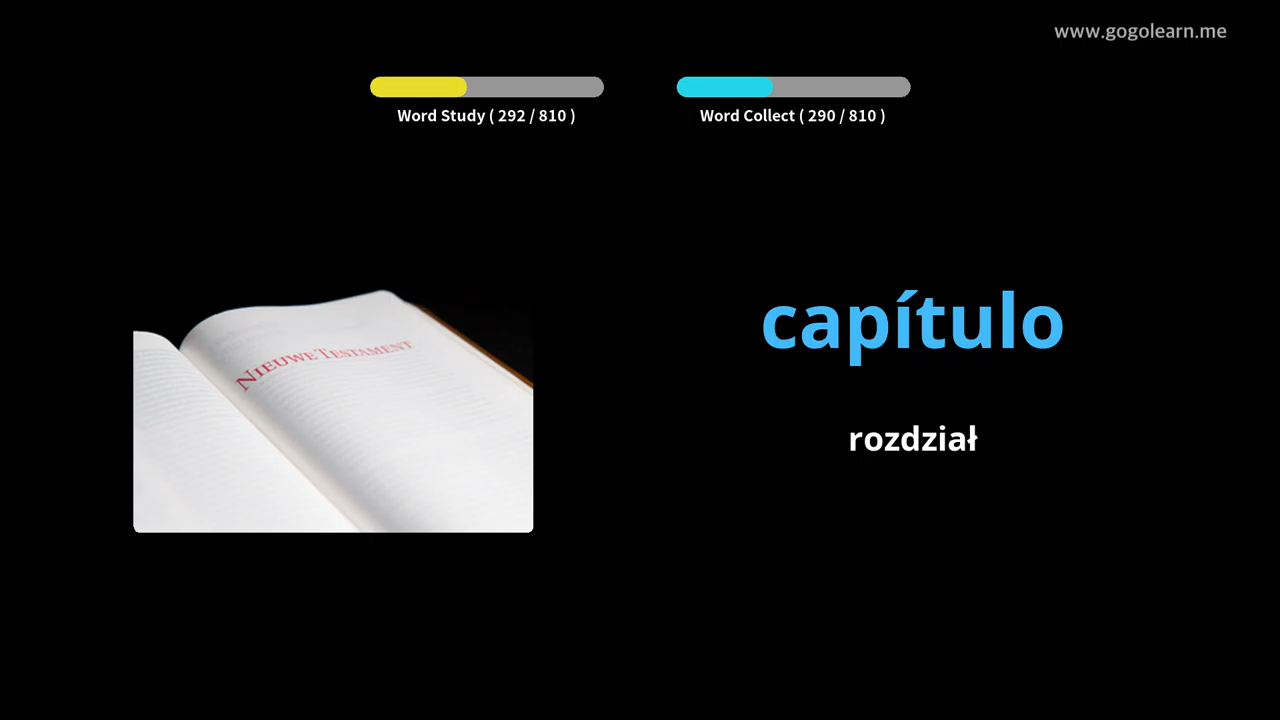 www.gogolearn.me
Word Study ( 292 / 810 )
Word Collect ( 290 / 810 )
NIEUWE TESTAMENT
capítulo
rozdział